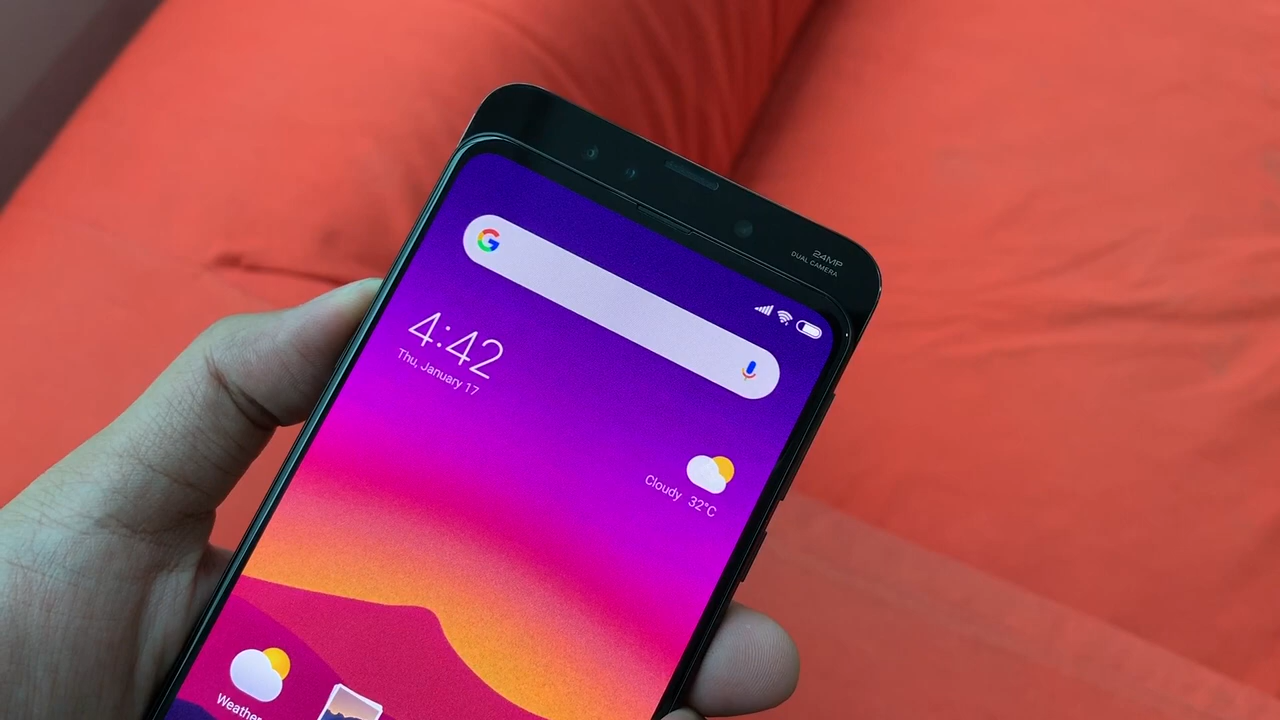 24MP
DUAL CAMERA
G
4:42
Thu, January 17
Cloudy 32°C
Weather